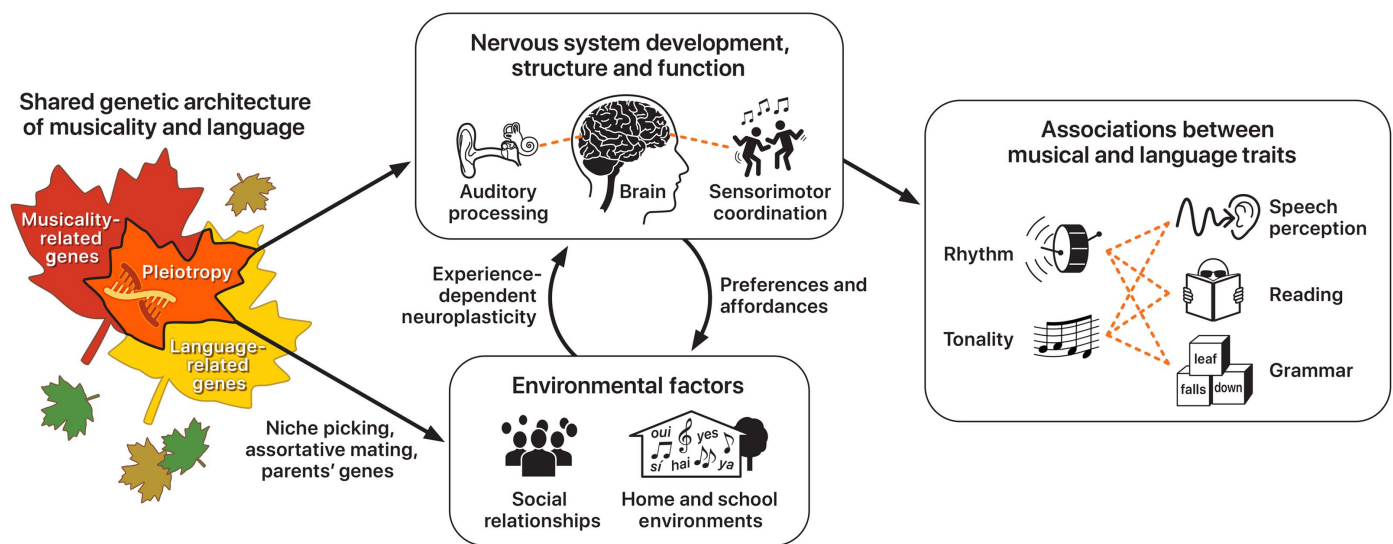 Shared genetic architecture
of musicality and language
Musicality-
related
genes
Pleiotropy
Language-
related
genes
Nervous system development,
structure and function
Auditory
processing
Brain
Sensorimotor
coordination
Experience-
dependent
neuroplasticity
Preferences and
affordances
Niche picking,
assortative mating,
parents’ genes
Environmental factors
Social
relationships
oui
yes
sí
hai
ya
Home and school
environments
Associations between
musical and language traits
Rhythm
Tonality
Speech
perception
Reading
leaf
falls
down
Grammar